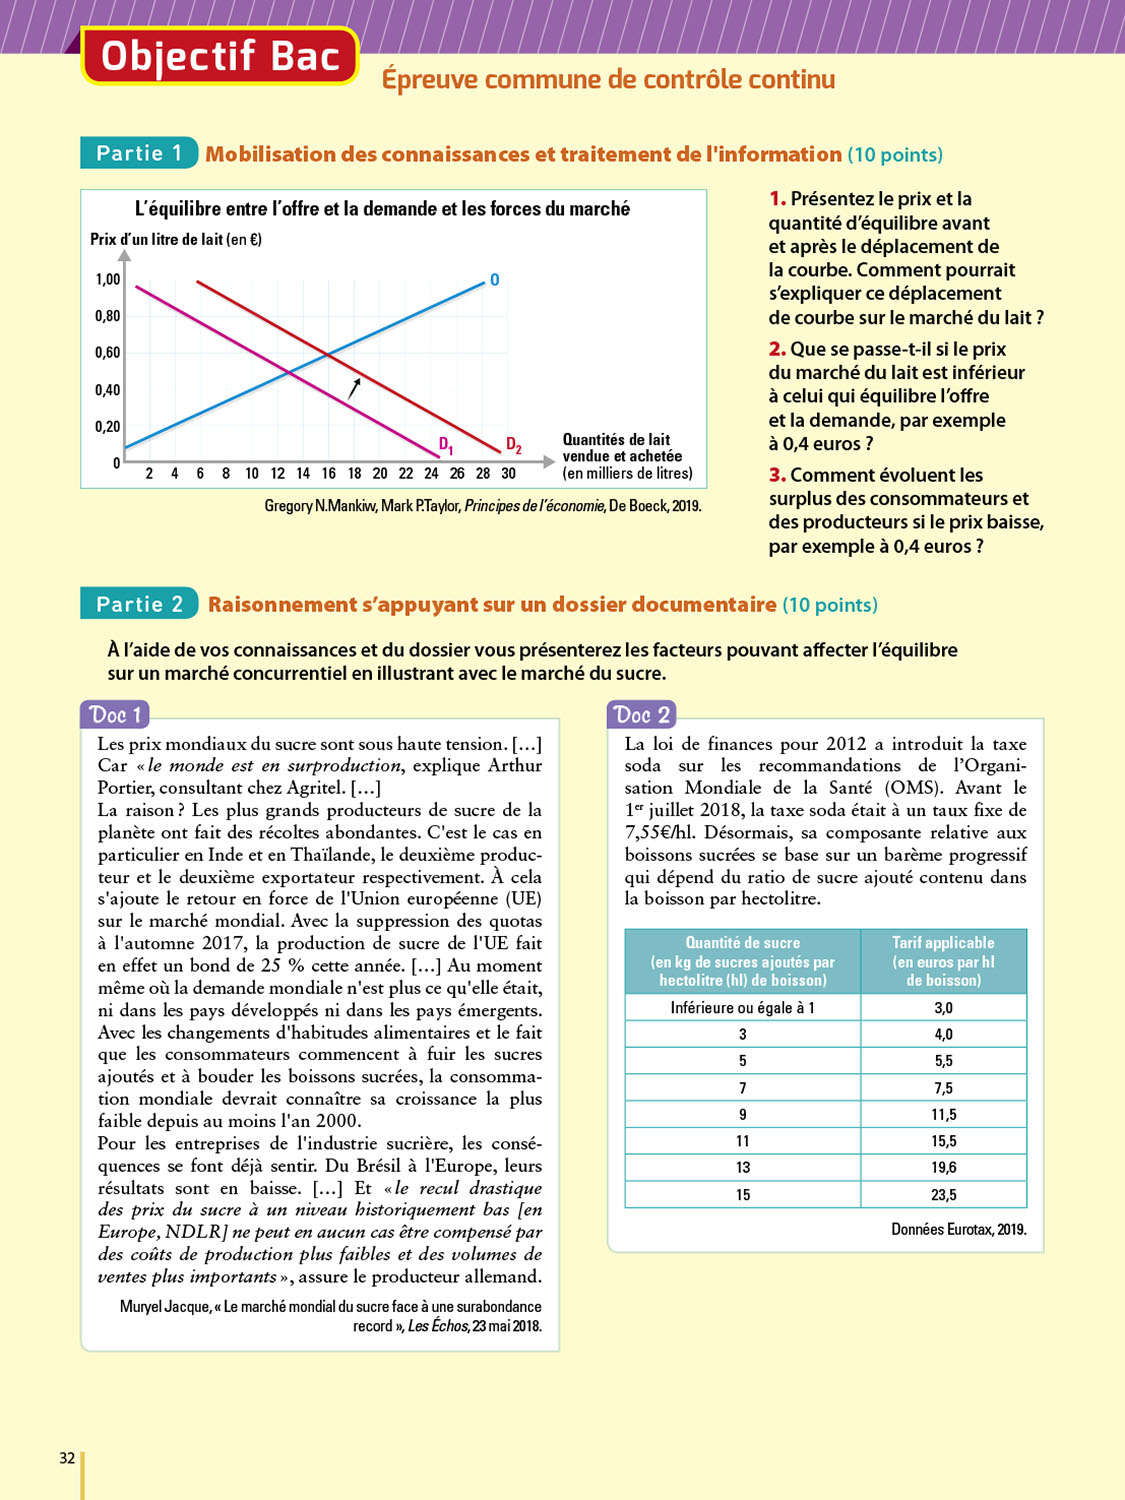 Objectif Bac
Épreuve commune de contrôle continu
Partie 1 Mobilisation des connaissances et traitement de l'information (10 points)
L'équilibre entre l'offre et la demande et les forces du marché
Prix d'un litre de lait (en €)
1,00
0,80
0,60
0,40
0,20
0
O
D1
D2
2 4 6 8 10 12 14 16 18 20 22 24 26 28 30
Quantités de lait
vendue et achetée
(en milliers de litres)
Gregory N.Mankiw, Mark P.Taylor, Principes de l'économie, De Boeck, 2019.
1. Présentez le prix et la
quantité d'équilibre avant
et après le déplacement de
la courbe. Comment pourrait
s'expliquer ce déplacement
de courbe sur le marché du lait ?
2. Que se passe-t-il si le prix
du marché du lait est inférieur
à celui qui équilibre l'offre
et la demande, par exemple
à 0,4 euros ?
3. Comment évoluent les
surplus des consommateurs et
des producteurs si le prix baisse,
par exemple à 0,4 euros ?
Partie 2 Raisonnement s'appuyant sur un dossier documentaire (10 points)
À l'aide de vos connaissances et du dossier vous présenterez les facteurs pouvant affecter l'équilibre
sur un marché concurrentiel en illustrant avec le marché du sucre.
Doc 1
Les prix mondiaux du sucre sont sous haute tension. […]
Car « le monde est en surproduction, explique Arthur
Portier, consultant chez Agritel. […]
La raison ? Les plus grands producteurs de sucre de la
planète ont fait des récoltes abondantes. C'est le cas en
particulier en Inde et en Thaïlande, le deuxième produc-
teur et le deuxième exportateur respectivement. À cela
s'ajoute le retour en force de l'Union européenne (UE)
sur le marché mondial. Avec la suppression des quotas
à l'automne 2017, la production de sucre de l'UE fait
en effet un bond de 25 % cette année. […] Au moment
même où la demande mondiale n'est plus ce qu'elle était,
ni dans les pays développés ni dans les pays émergents.
Avec les changements d'habitudes alimentaires et le fait
que les consommateurs commencent à fuir les sucres
ajoutés et à bouder les boissons sucrées, la consomma-
tion mondiale devrait connaître sa croissance la plus
faible depuis au moins l'an 2000.
Pour les entreprises de l'industrie sucrière, les consé-
quences se font déjà sentir. Du Brésil à l'Europe, leurs
résultats sont en baisse. […] Et « le recul drastique
des prix du sucre à un niveau historiquement bas [en
Europe, NDLR] ne peut en aucun cas être compensé par
des coûts de production plus faibles et des volumes de
ventes plus importants », assure le producteur allemand.
Muryel Jacque, « Le marché mondial du sucre face à une surabondance
record », Les Échos, 23 mai 2018.
Doc 2
La loi de finances pour 2012 a introduit la taxe
soda sur les recommandations de l'Organi-
sation Mondiale de la Santé (OMS). Avant le
1er juillet 2018, la taxe soda était à un taux fixe de
7,55€/hl. Désormais, sa composante relative aux
boissons sucrées se base sur un barème progressif
qui dépend du ratio de sucre ajouté contenu dans
la boisson par hectolitre.
Quantité de sucre
(en kg de sucres ajoutés par
hectolitre (hl) de boisson)
Tarif applicable
(en euros par hl
de boisson)
Inférieure ou égale à 1 3,0
3 4,0
5 5,5
7 7,5
9 11,5
11 15,5
13 19,6
15 23,5
Données Eurotax, 2019.
32